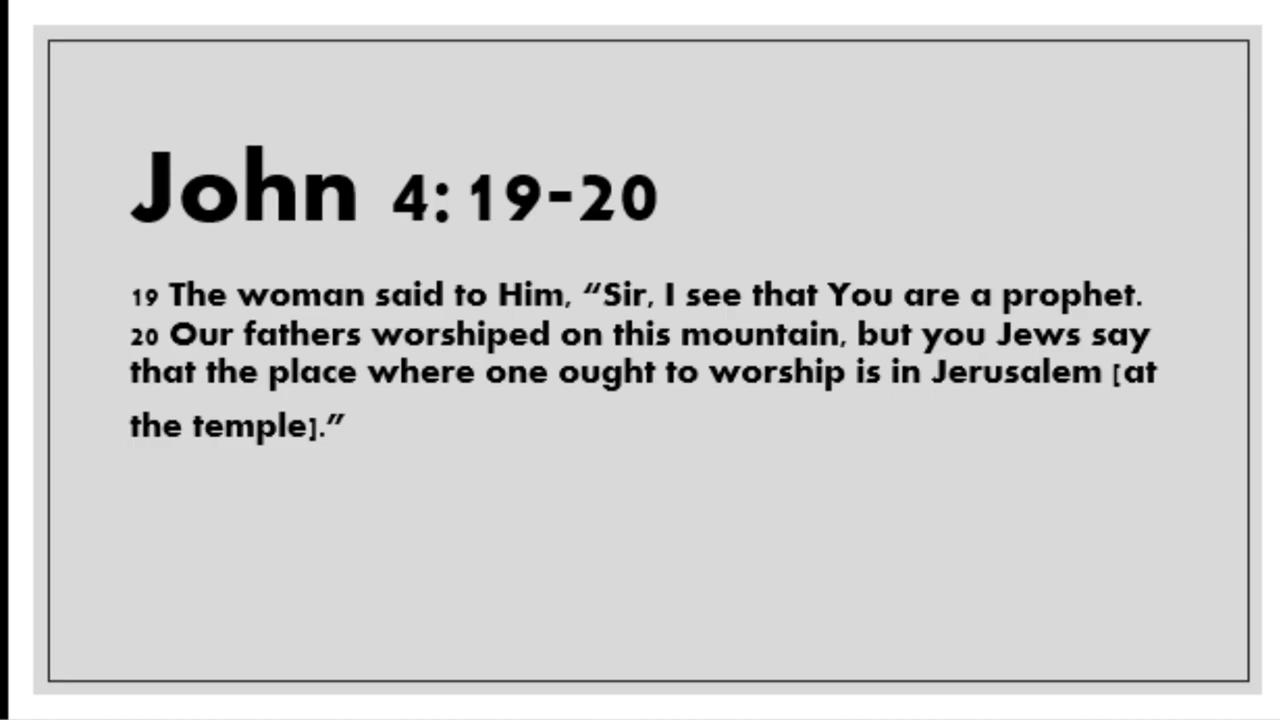 John 4:19-20
19 The woman said to Him, “Sir, I see that You are a prophet.
20 Our fathers worshiped on this mountain, but you Jews say
that the place where one ought to worship is in Jerusalem [at
the temple].”